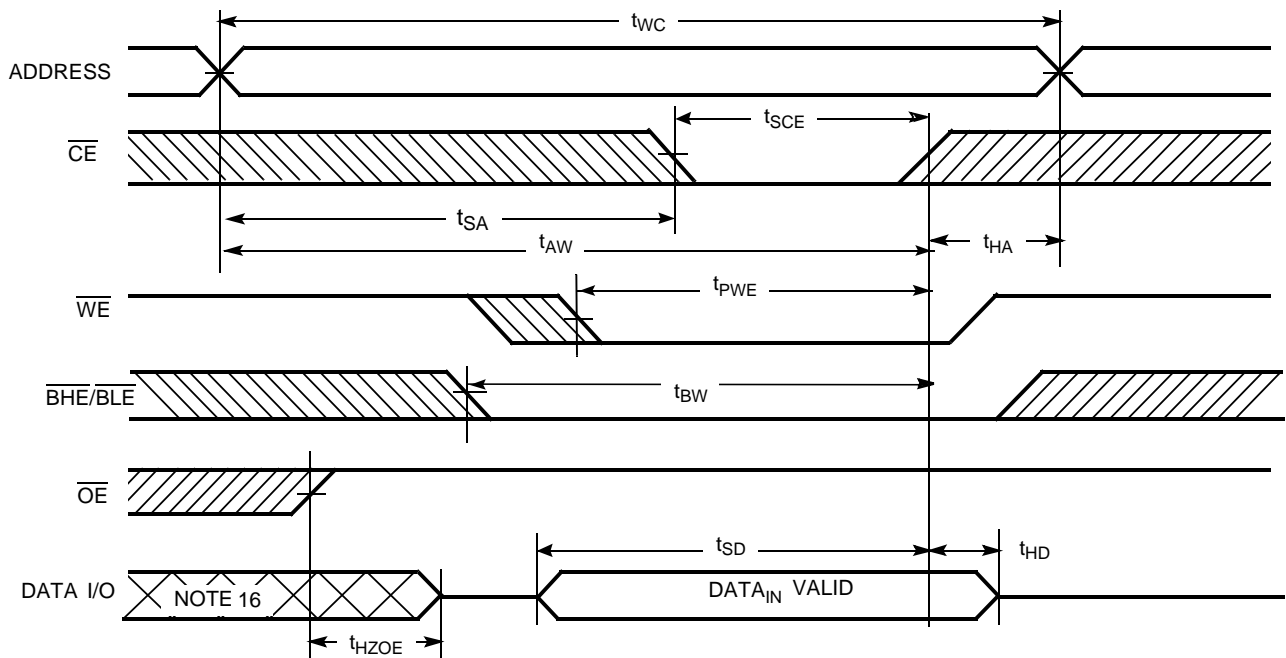 tWC
ADDRESS
tSCE
CE
tSA
tAW
tHA
WE
tPWE
BHE/BLE
tBW
OE
tSD
tHD
DATA I/O
NOTE 16
DATAIN VALID
tHZOE